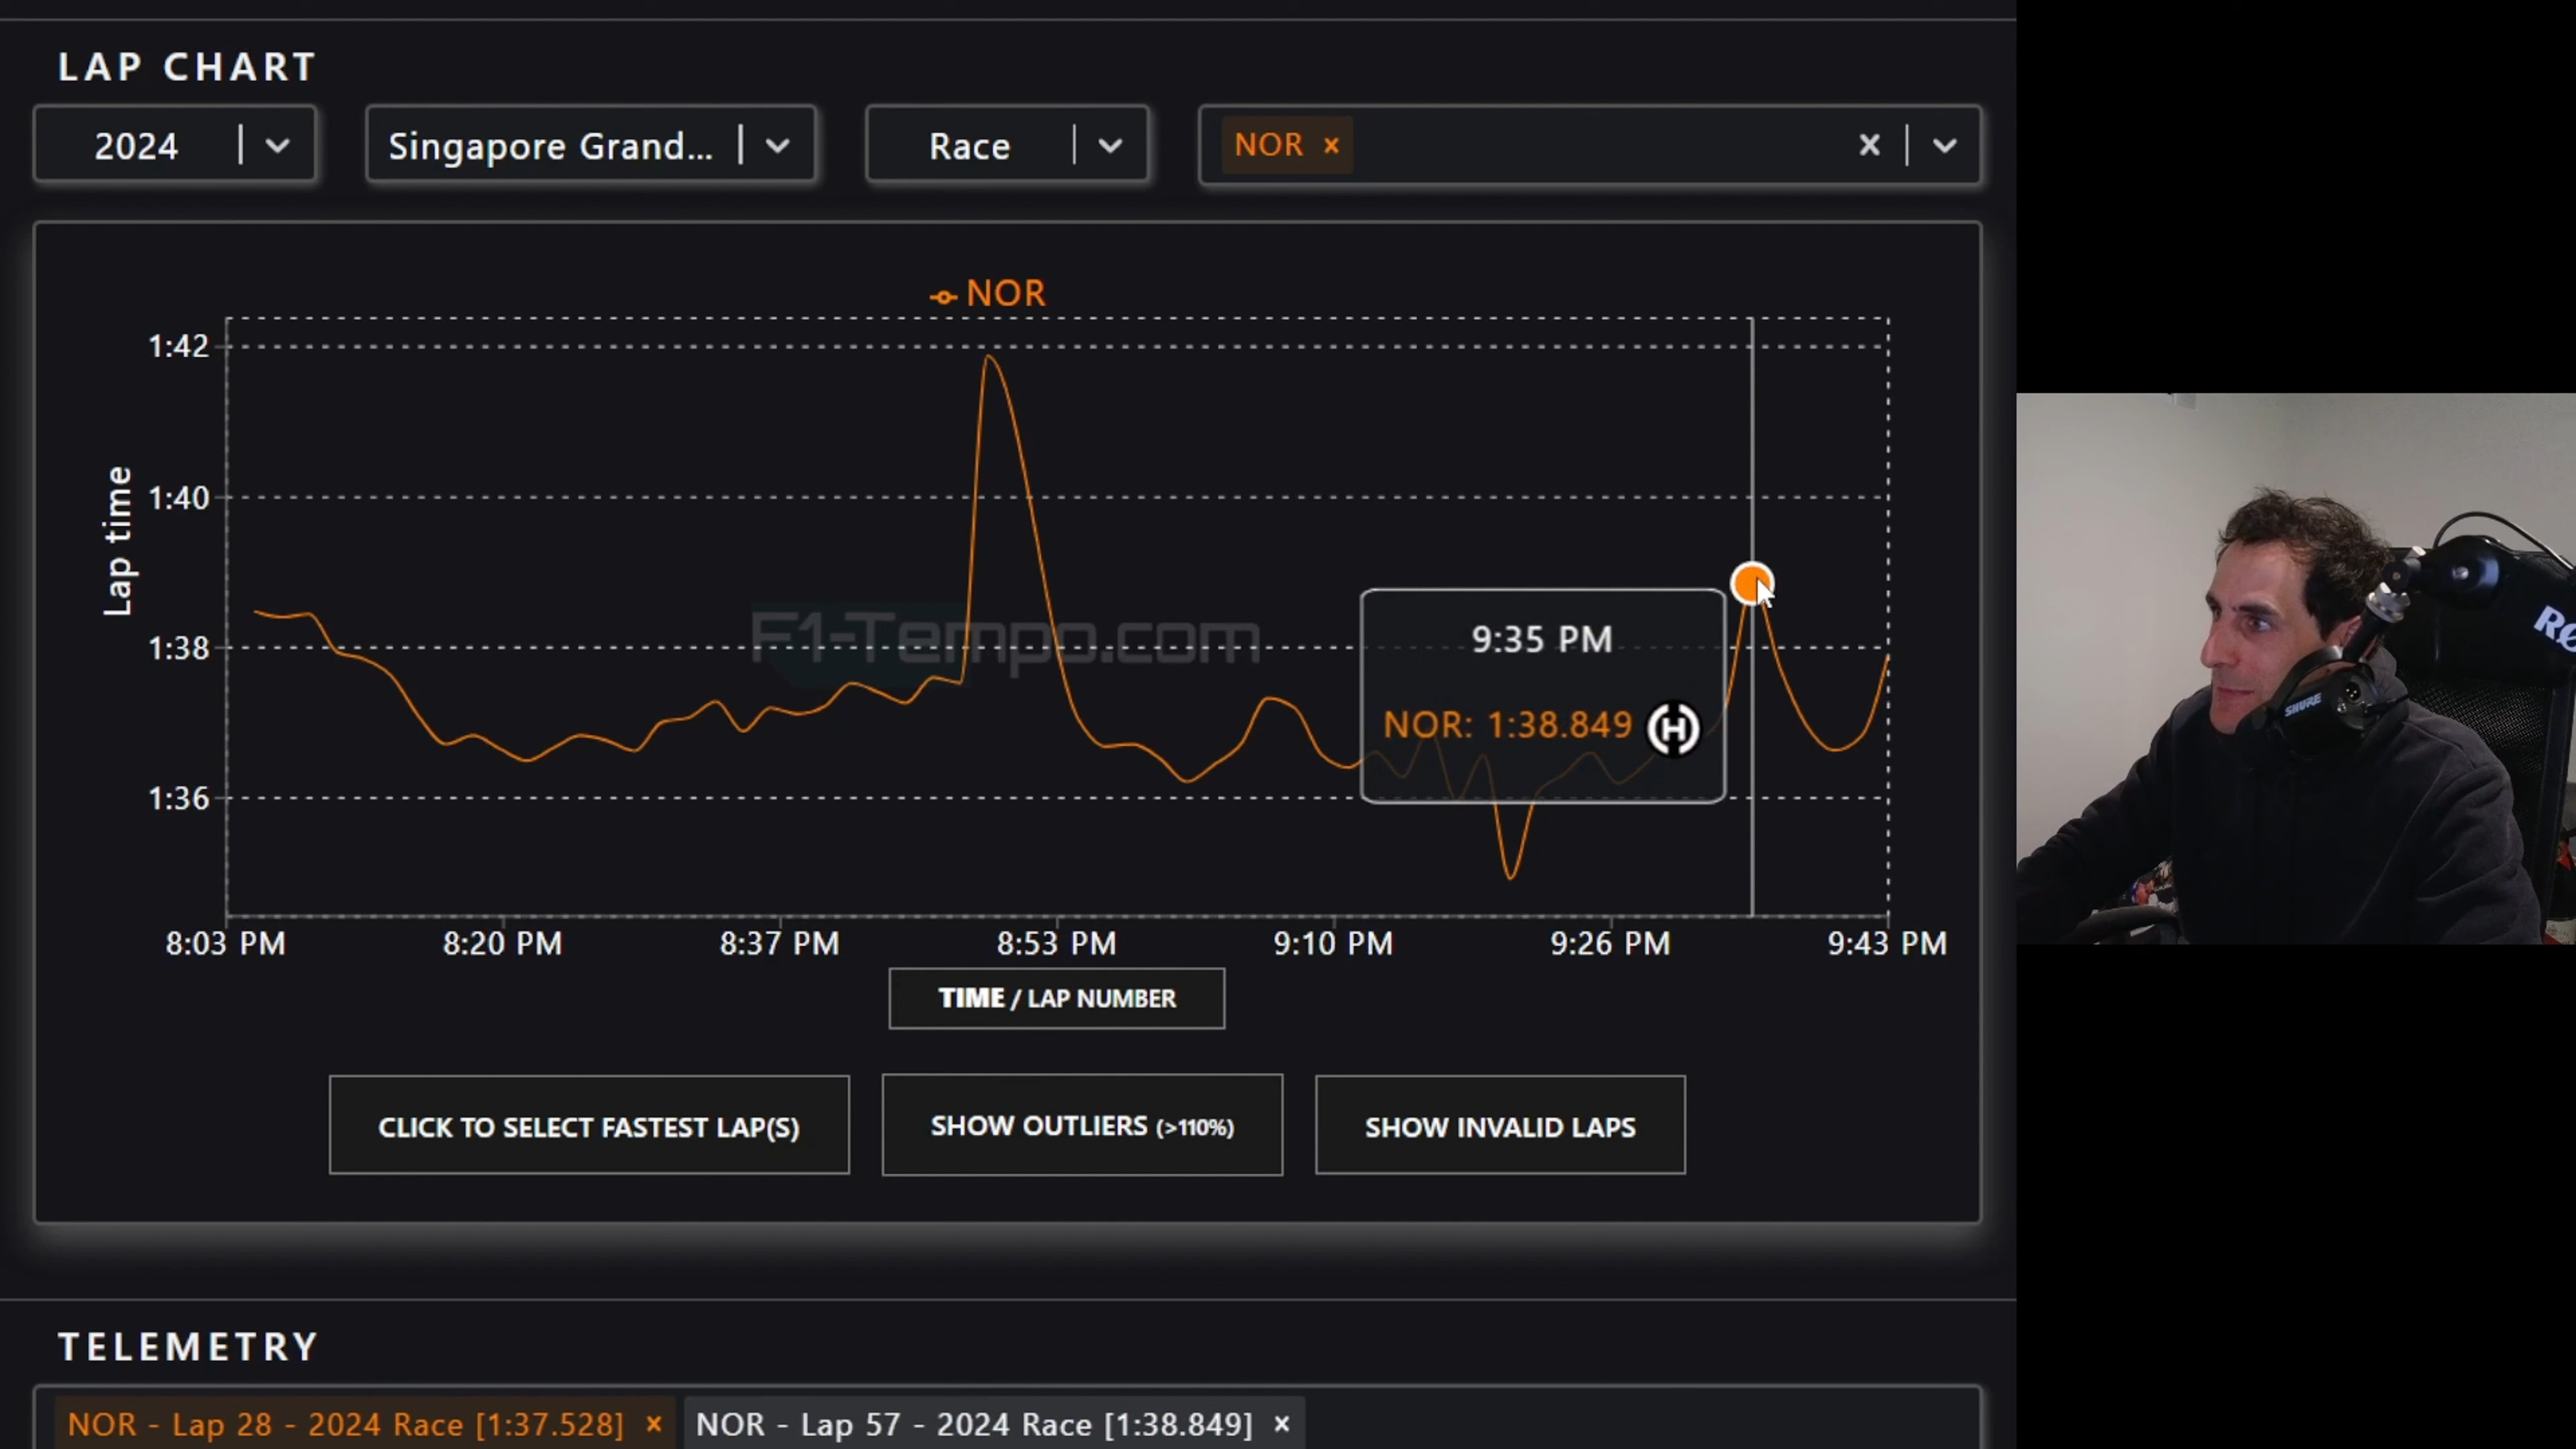 LAP CHART
2024
Singapore Grand...
Race
NOR ×
NOR
1:42
1:40
1:38
1:36
Lap time
F1-Tempo.com
9:35 PM
NOR: 1:38.849 H
8:03 PM
8:20 PM
8:37 PM
8:53 PM
9:10 PM
9:26 PM
9:43 PM
TIME / LAP NUMBER
CLICK TO SELECT FASTEST LAP(S)
SHOW OUTLIERS (>110%)
SHOW INVALID LAPS
TELEMETRY
NOR - Lap 28 - 2024 Race [1:37.528] ×
NOR - Lap 57 - 2024 Race [1:38.849] ×
SHURE